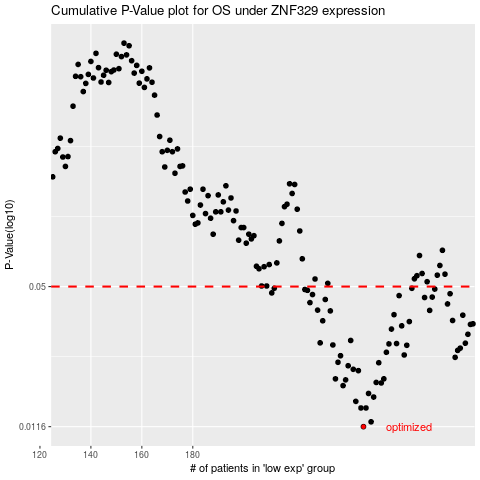 Cumulative P-Value plot for OS under ZNF329 expression
P-Value(log10)
0.05
0.0116
optimized
120 140 160 180
# of patients in 'low exp' group